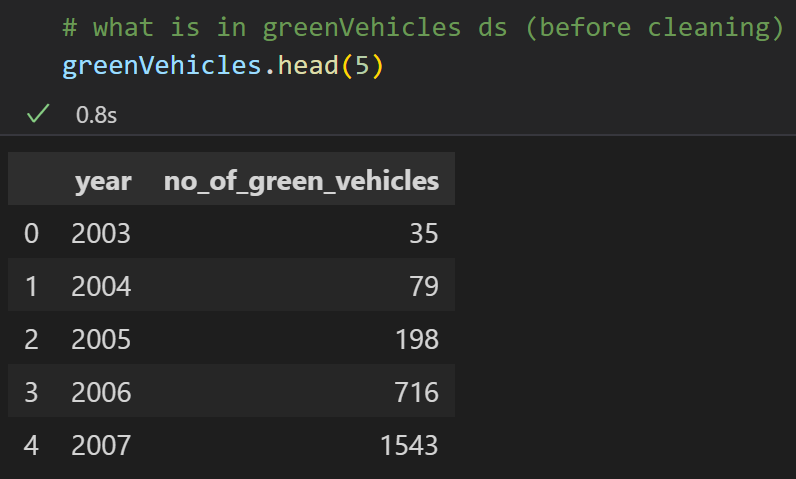 # what is in greenVehicles ds (before cleaning)
greenVehicles.head(5)
0.8s
year no_of_green_vehicles
0 2003 35
1 2004 79
2 2005 198
3 2006 716
4 2007 1543